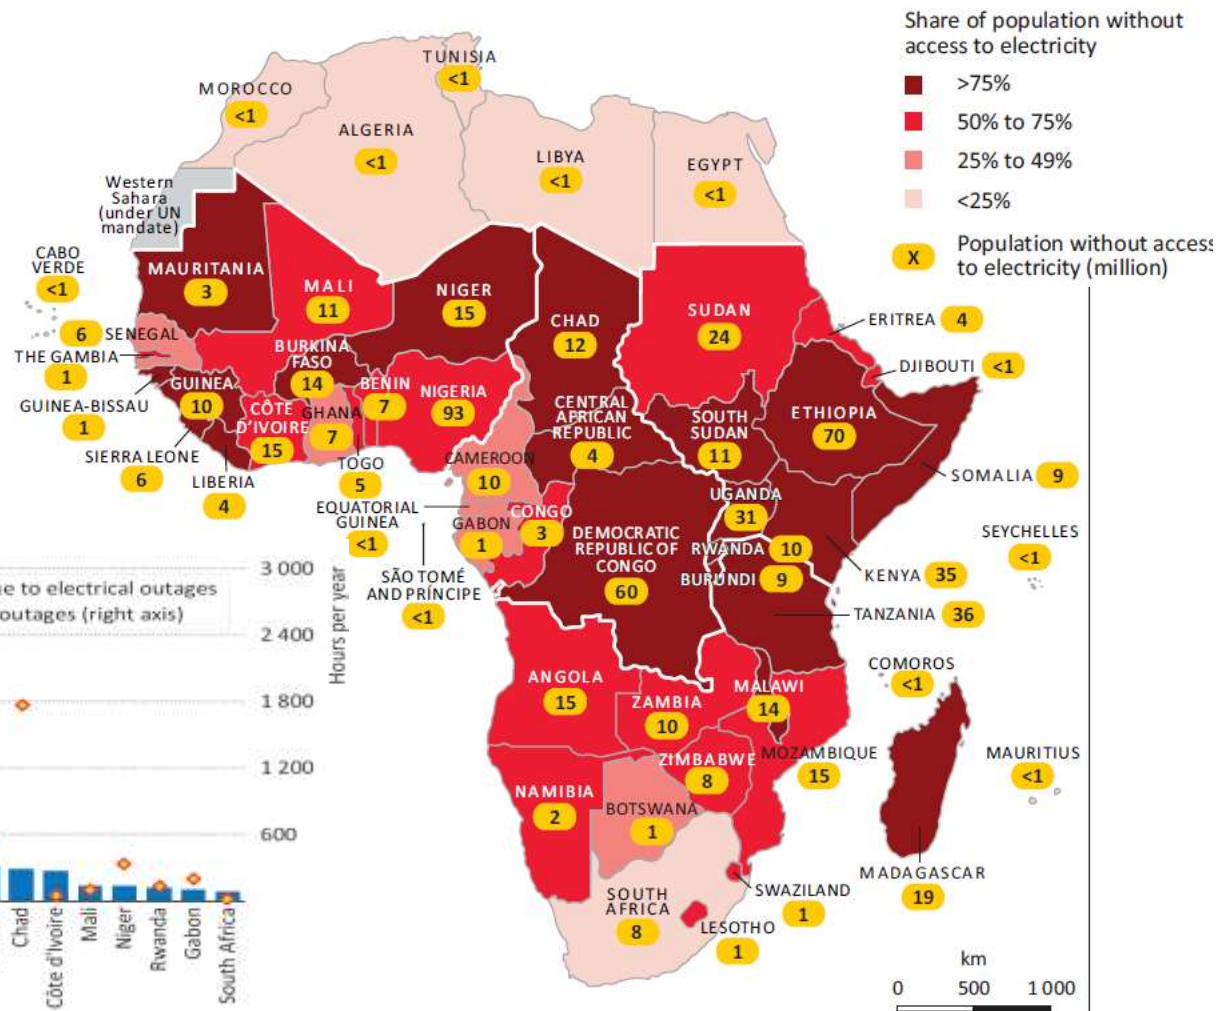 Share of population without
access to electricity
>75%
50% to 75%
25% to 49%
<25%
X
Population without access
to electricity (million)
TUNISIA
<1
MOROCCO
<1
ALGERIA
<1
LIBYA
<1
EGYPT
<1
Western
Sahara
(under UN
mandate)
CABO
VERDE
<1
MAURITANIA
3
MALI
11
NIGER
15
CHAD
12
SUDAN
24
ERITREA 4
DJIBOUTI <1
6 SENEGAL
THE GAMBIA
1
GUINEA-BISSAU
1
GUINEA
10
SIERRA LEONE
6
LIBERIA
4
BURKINA
FASO
14
CÔTE
D'IVOIRE
15
GHANA
7
BENIN
7
TOGO
5
NIGERIA
93
CENTRAL
AFRICAN
REPUBLIC
4
SOUTH
SUDAN
11
ETHIOPIA
70
SOMALIA 9
CAMEROON
10
EQUATORIAL
GUINEA
<1
GABON
1
CONGO
3
SÃO TOMÉ
AND PRÍNCIPE
<1
DEMOCRATIC
REPUBLIC OF
CONGO
60
UGANDA
31
RWANDA 10
BURUNDI 9
KENYA 35
TANZANIA 36
SEYCHELLES
<1
COMOROS
<1
ANGOLA
15
ZAMBIA
10
MALAWI
14
MOZAMBIQUE
15
ZIMBABWE
8
MAURITIUS
<1
NAMIBIA
2
BOTSWANA
1
SOUTH
AFRICA
8
SWAZILAND
1
LESOTHO
1
MADAGASCAR
19
km
0 500 1 000
ue to electrical outages
outages (right axis)
3 000
2 400
1 800
1 200
600
Hours per year
Chad
Côte d'Ivoire
Mali
Niger
Rwanda
Gabon
South Africa